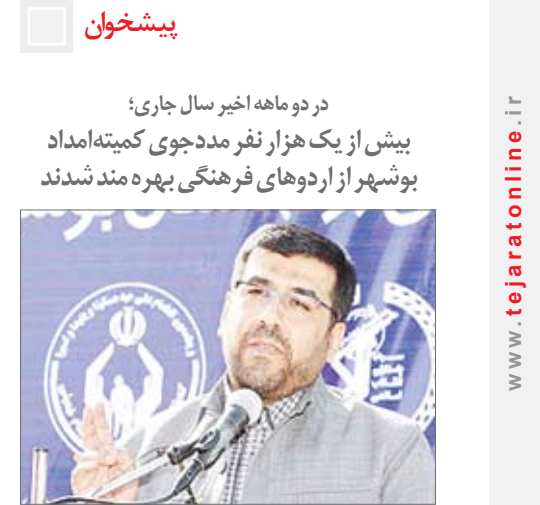 پیشخوان
در دو ماهه اخیر سال جاری؛
بیش از یک هزار نفر مددجوی کمیته‌امداد
بوشهر از اردوهای فرهنگی بهره مند شدند
www.tejaratonline.ir